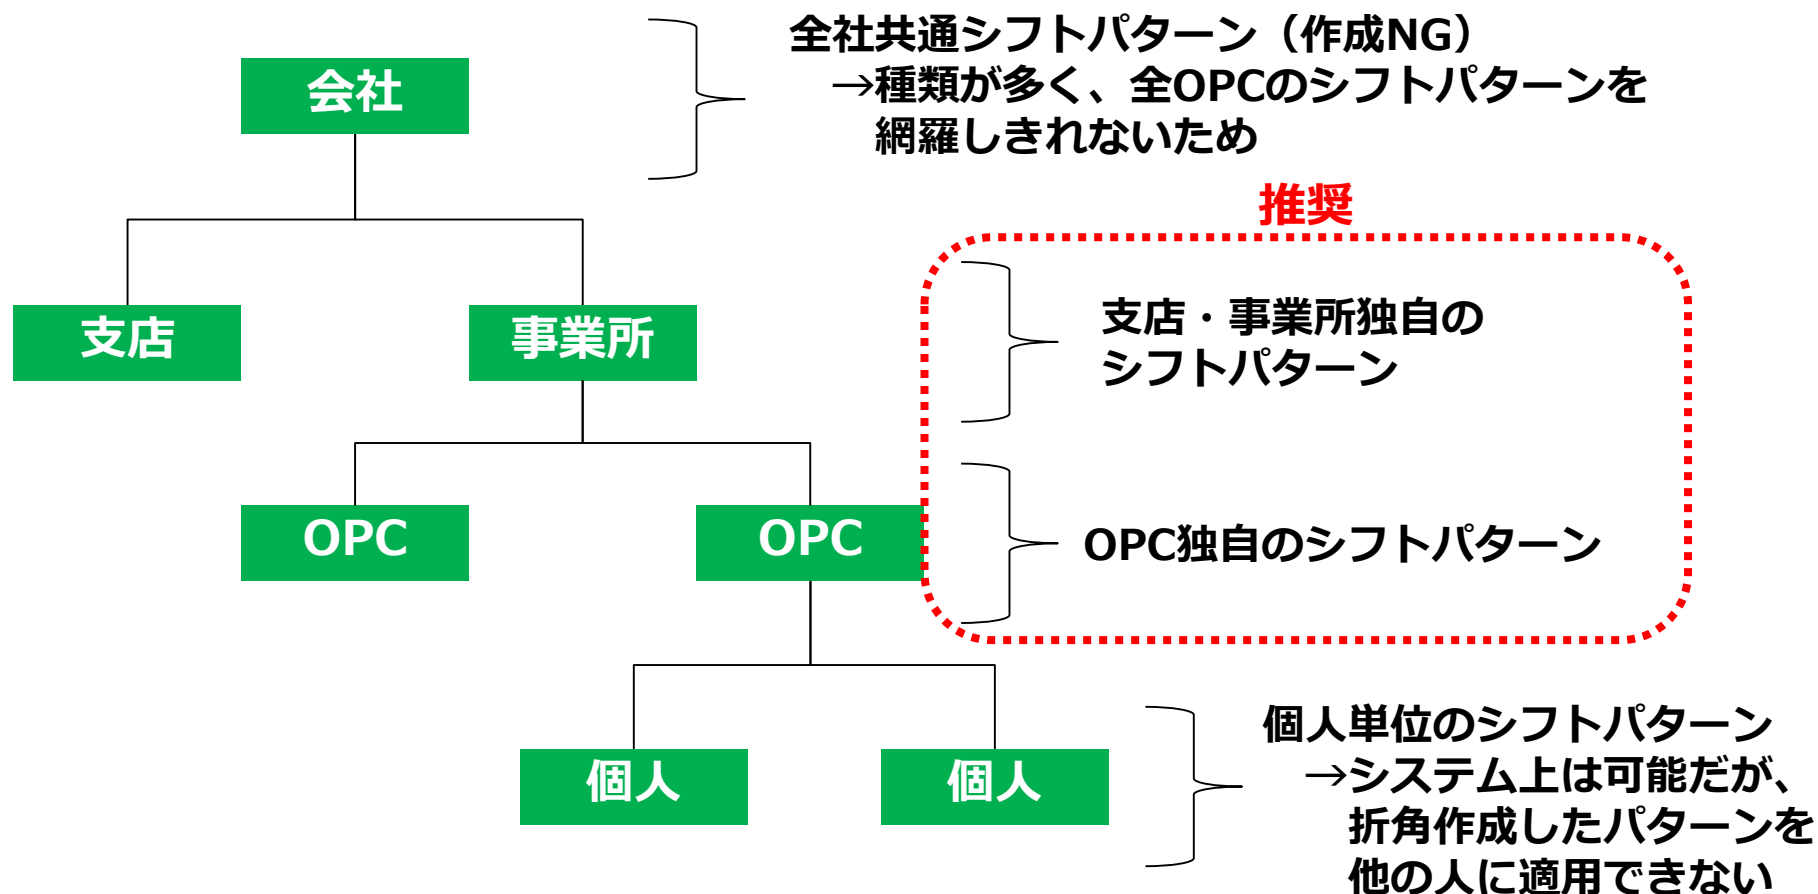 全社共通シフトパターン（作成NG）
→種類が多く、全OPCのシフトパターンを
網羅しきれないため
会社
推奨
支店
事業所
支店・事業所独自の
シフトパターン
OPC
OPC
OPC独自のシフトパターン
個人
個人
個人単位のシフトパターン
→システム上は可能だが、
折角作成したパターンを
他の人に適用できない